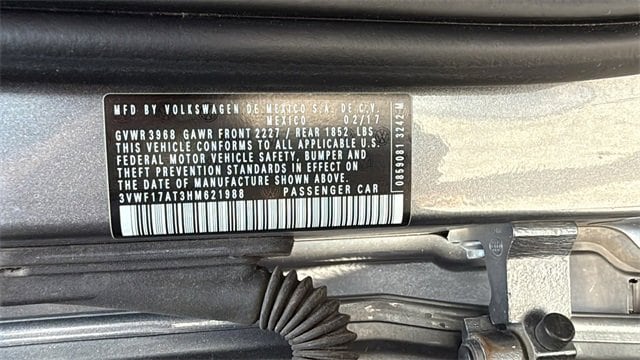 MFD BY VOLKSWAGEN DE MEXICO S.A. DE C.V.
MEXICO 02/17
GVWR 3968 GAWR FRONT 2227 / REAR 1852 LBS
THIS VEHICLE CONFORMS TO ALL APPLICABLE U.S.
FEDERAL MOTOR VEHICLE SAFETY, BUMPER AND
THEFT PREVENTION STANDARDS IN EFFECT ON
THE DATE OF MANUFACTURE SHOWN ABOVE.
3VWF17AT3HM621988 PASSENGER CAR
0859081 3242-M